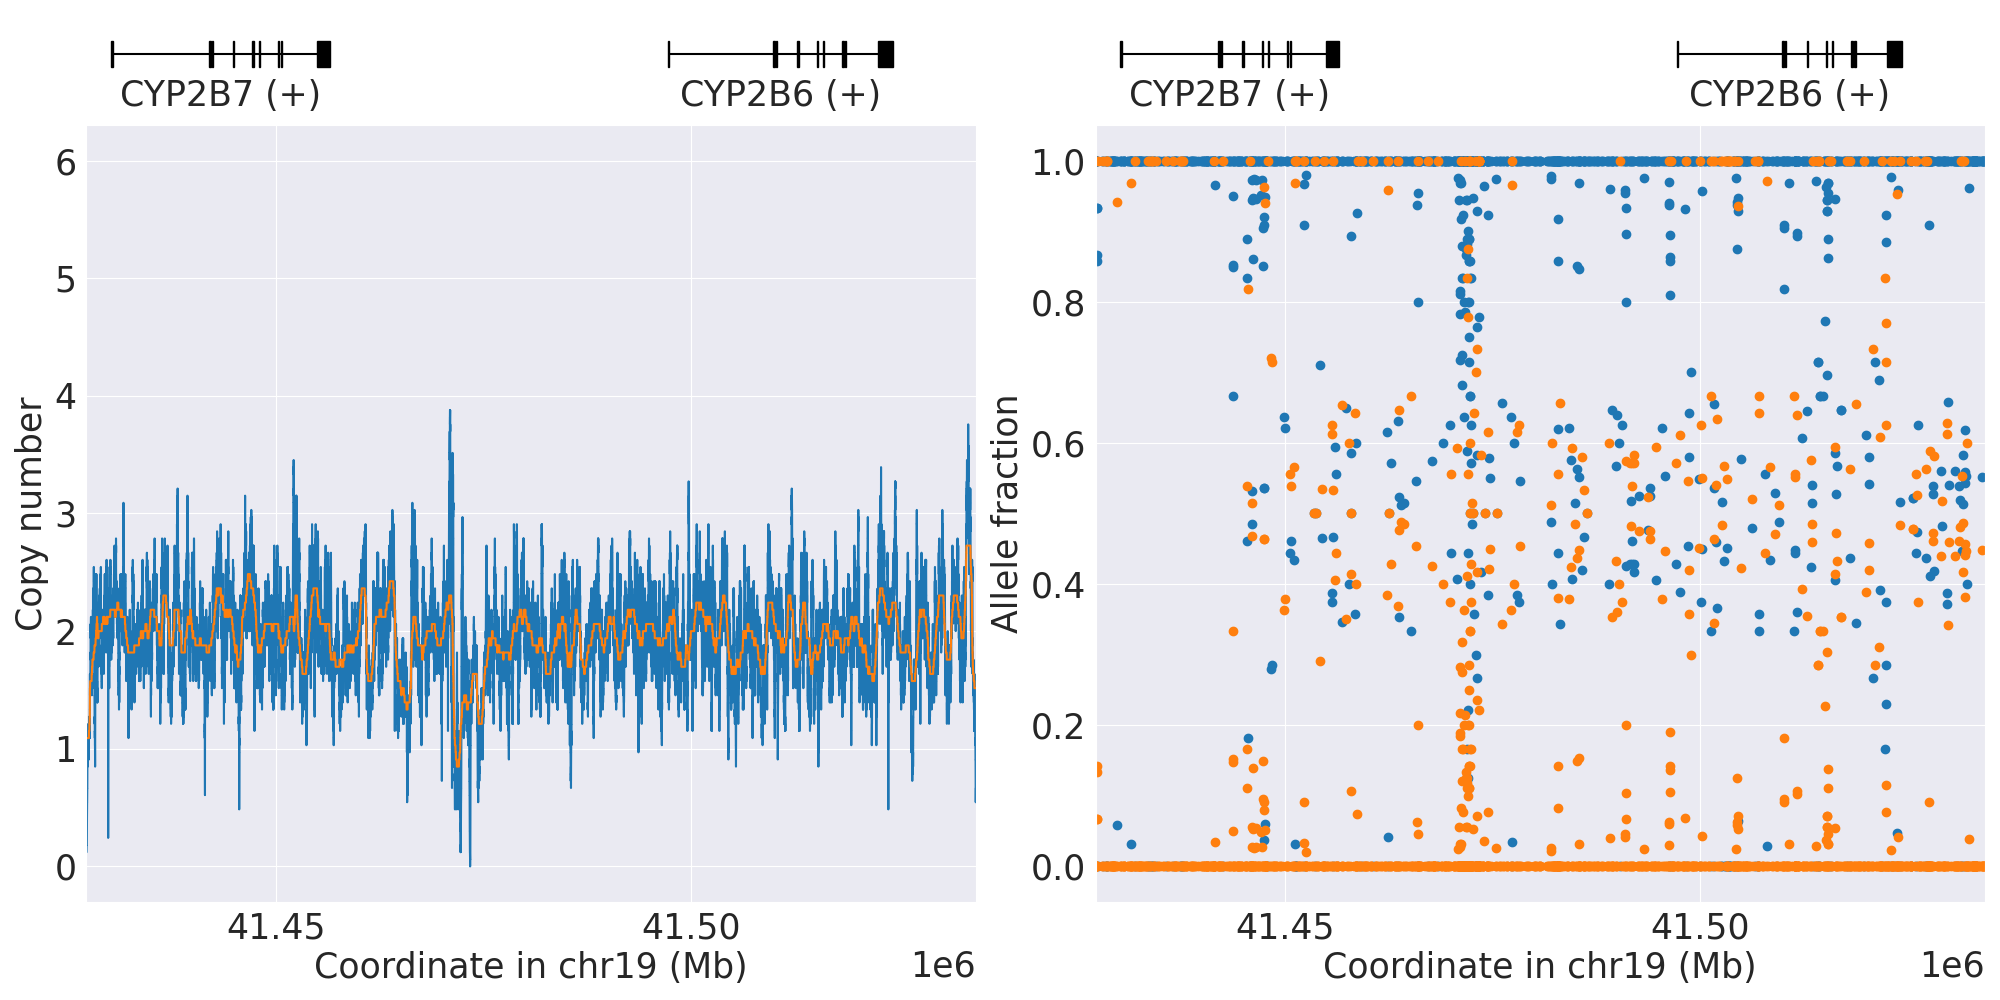 CYP2B7 (+) CYP2B6 (+)
CYP2B7 (+) CYP2B6 (+)
Copy number
6
5
4
3
2
1
0
41.45 41.50
Coordinate in chr19 (Mb) 1e6
Allele fraction
1.0
0.8
0.6
0.4
0.2
0.0
41.45 41.50
Coordinate in chr19 (Mb) 1e6